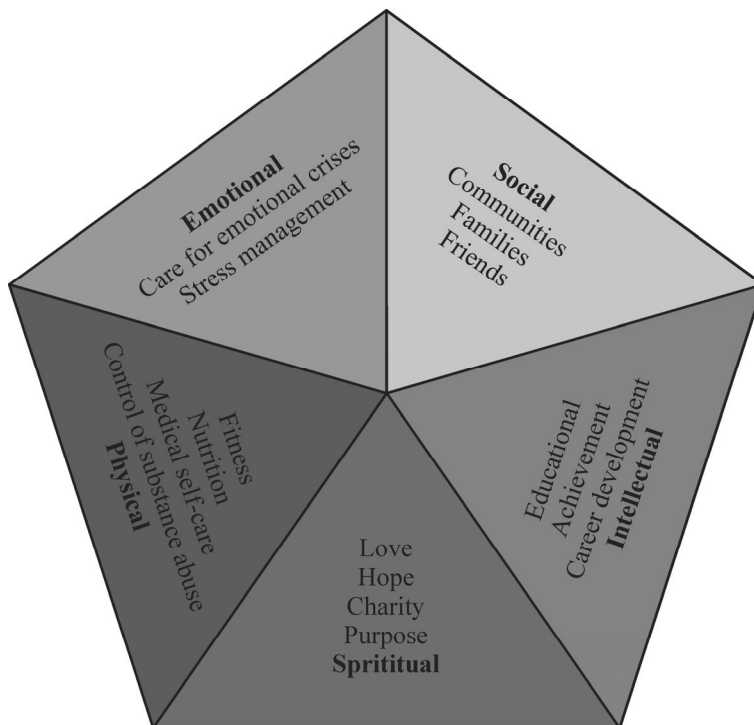 Emotional
Care for emotional crises
Stress management
Social
Communities
Families
Friends
Fitness
Nutrition
Medical self-care
Control of substance abuse
Physical
Educational
Achievement
Career development
Intellectual
Love
Hope
Charity
Purpose
Sprititual